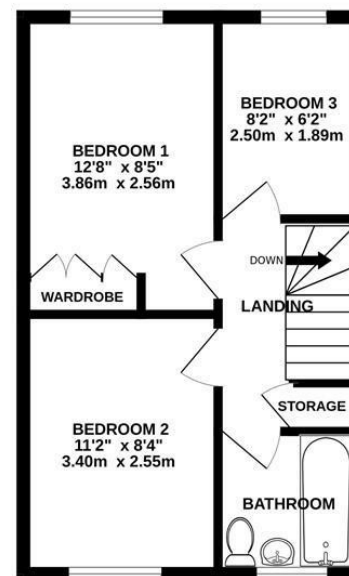 BEDROOM 1
12'8" x 8'5"
3.86m x 2.56m
BEDROOM 3
8'2" x 6'2"
2.50m x 1.89m
DOWN
LANDING
WARDROBE
BEDROOM 2
11'2" x 8'4"
3.40m x 2.55m
STORAGE
BATHROOM